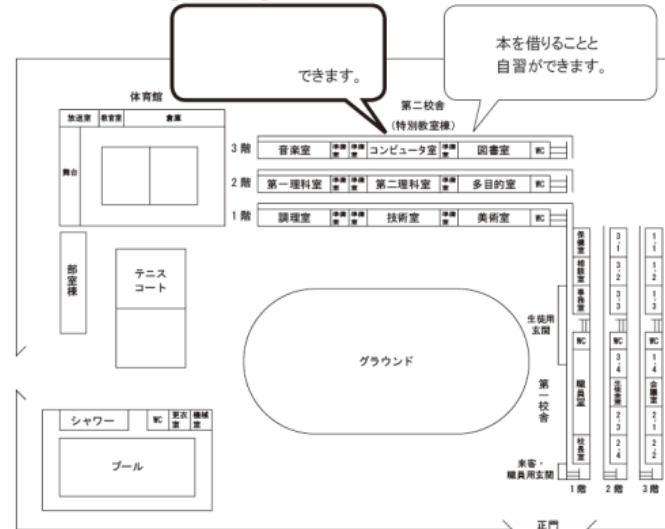 できます。
本を借りることと
自習ができます。
体育館
放送室 教官室 倉庫
舞台
第二校舎
(特別教室棟)
3階 音楽室 準備室 準備室 コンピュータ室 準備室 図書室 WC
2階 第一理科室 準備室 準備室 第二理科室 準備室 多目的室 WC
1階 調理室 準備室 準備室 技術室 準備室 美術室 WC
部室棟
テニス
コート
グラウンド
生徒用
玄関
第一校舎
保健室
相談室
事務室
WC
職員室
校長室
3,1
3,2
3,3
WC
3,4
生徒会室
2,3
2,4
1,1
1,2
1,3
WC
1,4
会議室
2,1
2,2
シャワー
WC
更衣室
機械室
プール
来客・
職員用玄関
1階 2階 3階
正門